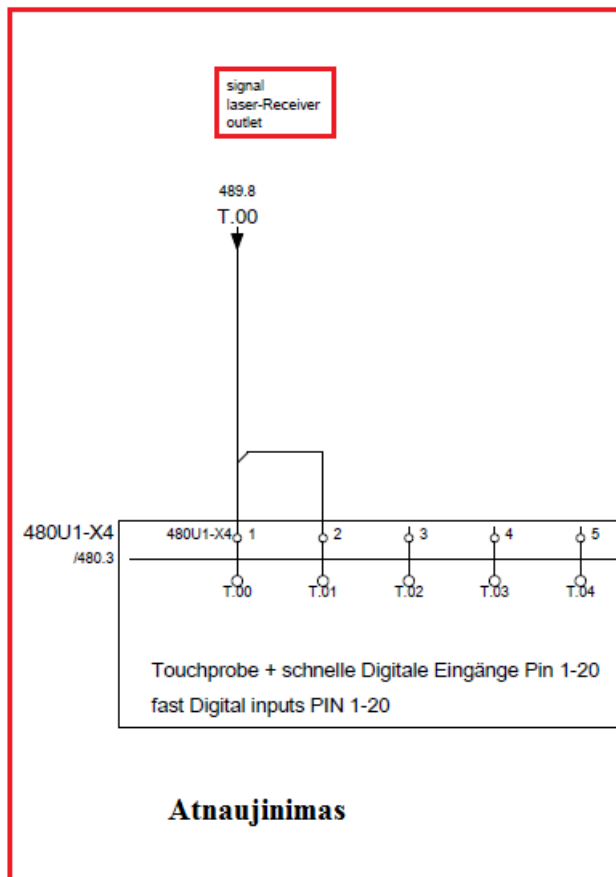 signal
laser-Receiver
outlet
489.8
T.00
480U1-X4 480U1-X4 1 2 3 4 5
/480.3
T.00 T.01 T.02 T.03 T.04
Touchprobe + schnelle Digitale Eingänge Pin 1-20
fast Digital inputs PIN 1-20
Atnaujinimas